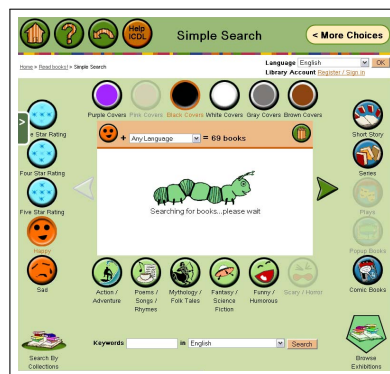 Help
ICDL
Simple Search
< More Choices
Home > Read books! > Simple Search
Language English OK
Library Account Register / Sign in
Purple Covers Pink Covers Black Covers White Covers Gray Covers Brown Covers
+ Any Language = 69 books
Star Rating
Four Star Rating
Five Star Rating
Happy
Sad
Searching for books...please wait
Short Story
Series
Plays
Popup Books
Comic Books
Action /
Adventure
Poems /
Songs /
Rhymes
Mythology /
Folk Tales
Fantasy /
Science
Fiction
Funny /
Humorous
Scary / Horror
Search By
Collections
Keywords in English Search
Browse
Exhibitions